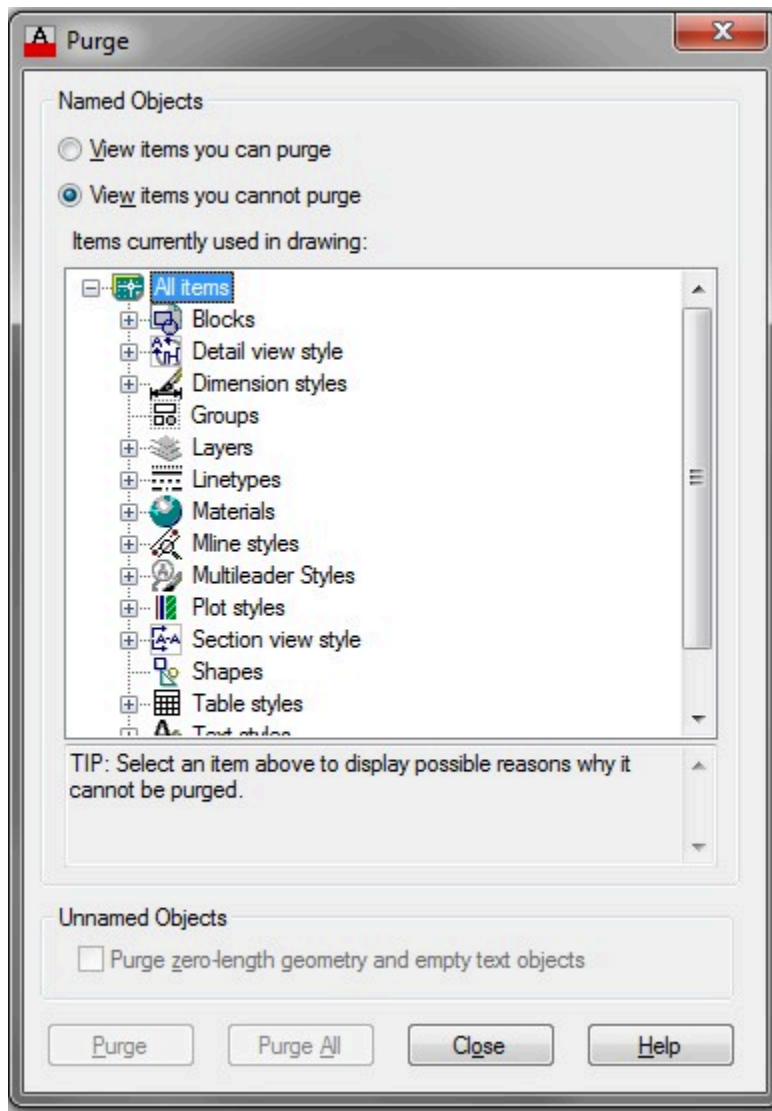 Purge
Named Objects
View items you can purge
View items you cannot purge
Items currently used in drawing:
All items
Blocks
Detail view style
Dimension styles
Groups
Layers
Linetypes
Materials
Mline styles
Multileader Styles
Plot styles
Section view style
Shapes
Table styles
Text styles
TIP: Select an item above to display possible reasons why it
cannot be purged.
Unnamed Objects
Purge zero-length geometry and empty text objects
Purge
Purge All
Close
Help